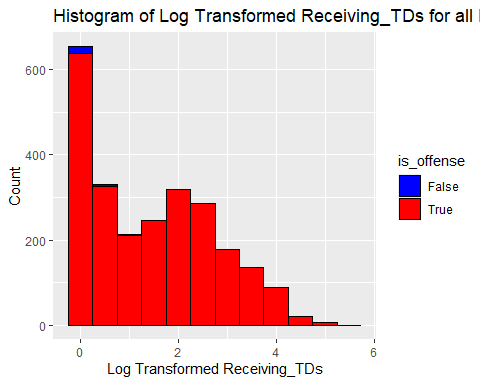 Histogram of Log Transformed Receiving_TDs for all
600
400
200
0
Count
0 2 4 6
Log Transformed Receiving_TDs
is_offense
False
True